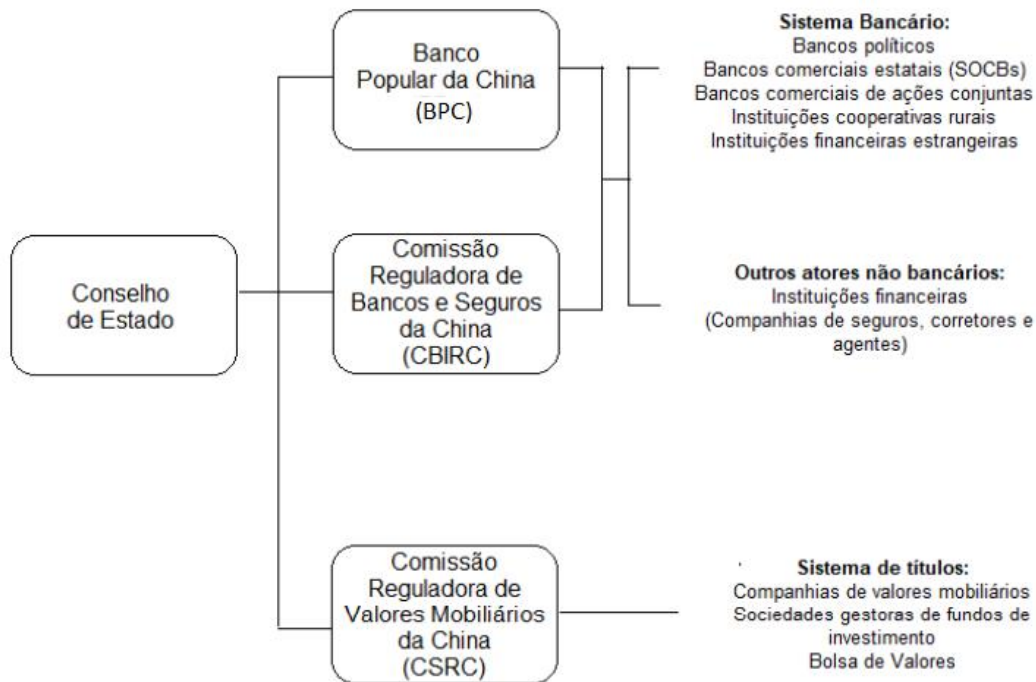 Banco
Popular da China
(BPC)
Sistema Bancário:
Bancos políticos
Bancos comerciais estatais (SOCBs)
Bancos comerciais de ações conjuntas
Instituições cooperativas rurais
Instituições financeiras estrangeiras
Conselho
de Estado
Comissão
Reguladora de
Bancos e Seguros
da China
(CBIRC)
Outros atores não bancários:
Instituições financeiras
(Companhias de seguros, corretores e
agentes)
Comissão
Reguladora de
Valores Mobiliários
da China
(CSRC)
Sistema de títulos:
Companhias de valores mobiliários
Sociedades gestoras de fundos de
investimento
Bolsa de Valores